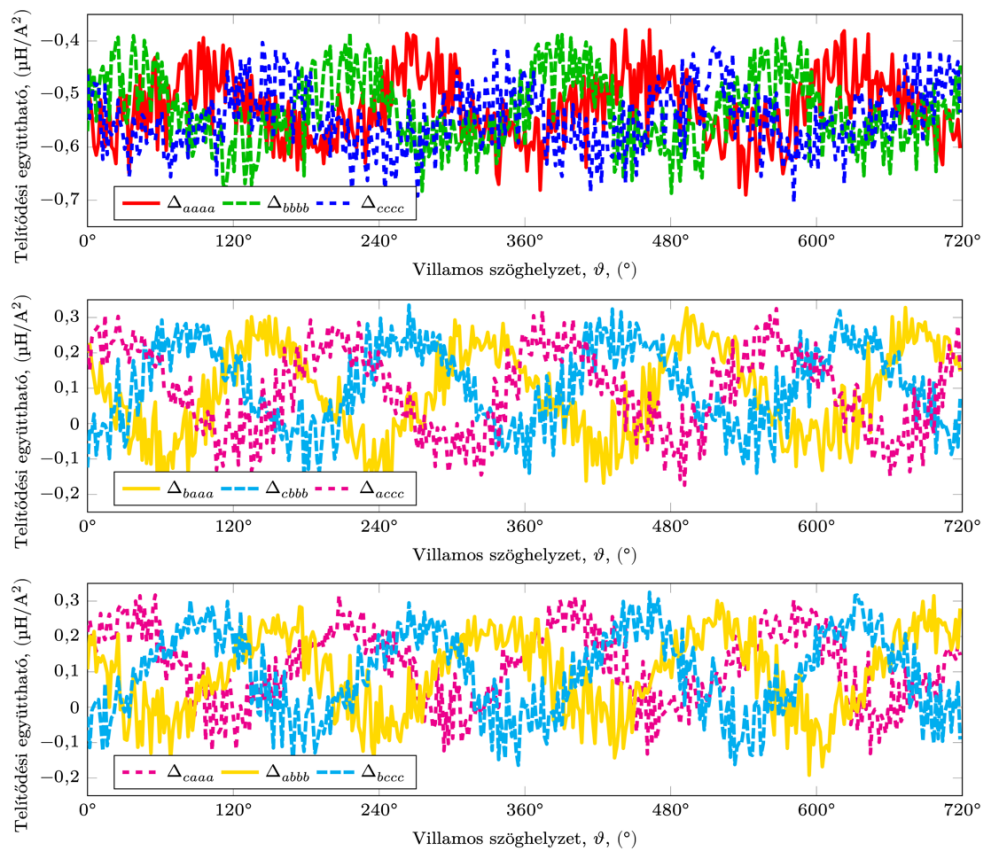 Telítődési együttható, (µH/A²)
−0,4
−0,5
−0,6
−0,7
Δaaaa Δbbbb Δcccc
0° 120° 240° 360° 480° 600° 720°
Villamos szöghelyzet, ϑ, (°)
Telítődési együttható, (µH/A²)
0,3
0,2
0,1
0
−0,1
−0,2
Δbaaa Δcbbb Δaccc
0° 120° 240° 360° 480° 600° 720°
Villamos szöghelyzet, ϑ, (°)
Telítődési együttható, (µH/A²)
0,3
0,2
0,1
0
−0,1
−0,2
Δcaaa Δabbb Δbccc
0° 120° 240° 360° 480° 600° 720°
Villamos szöghelyzet, ϑ, (°)